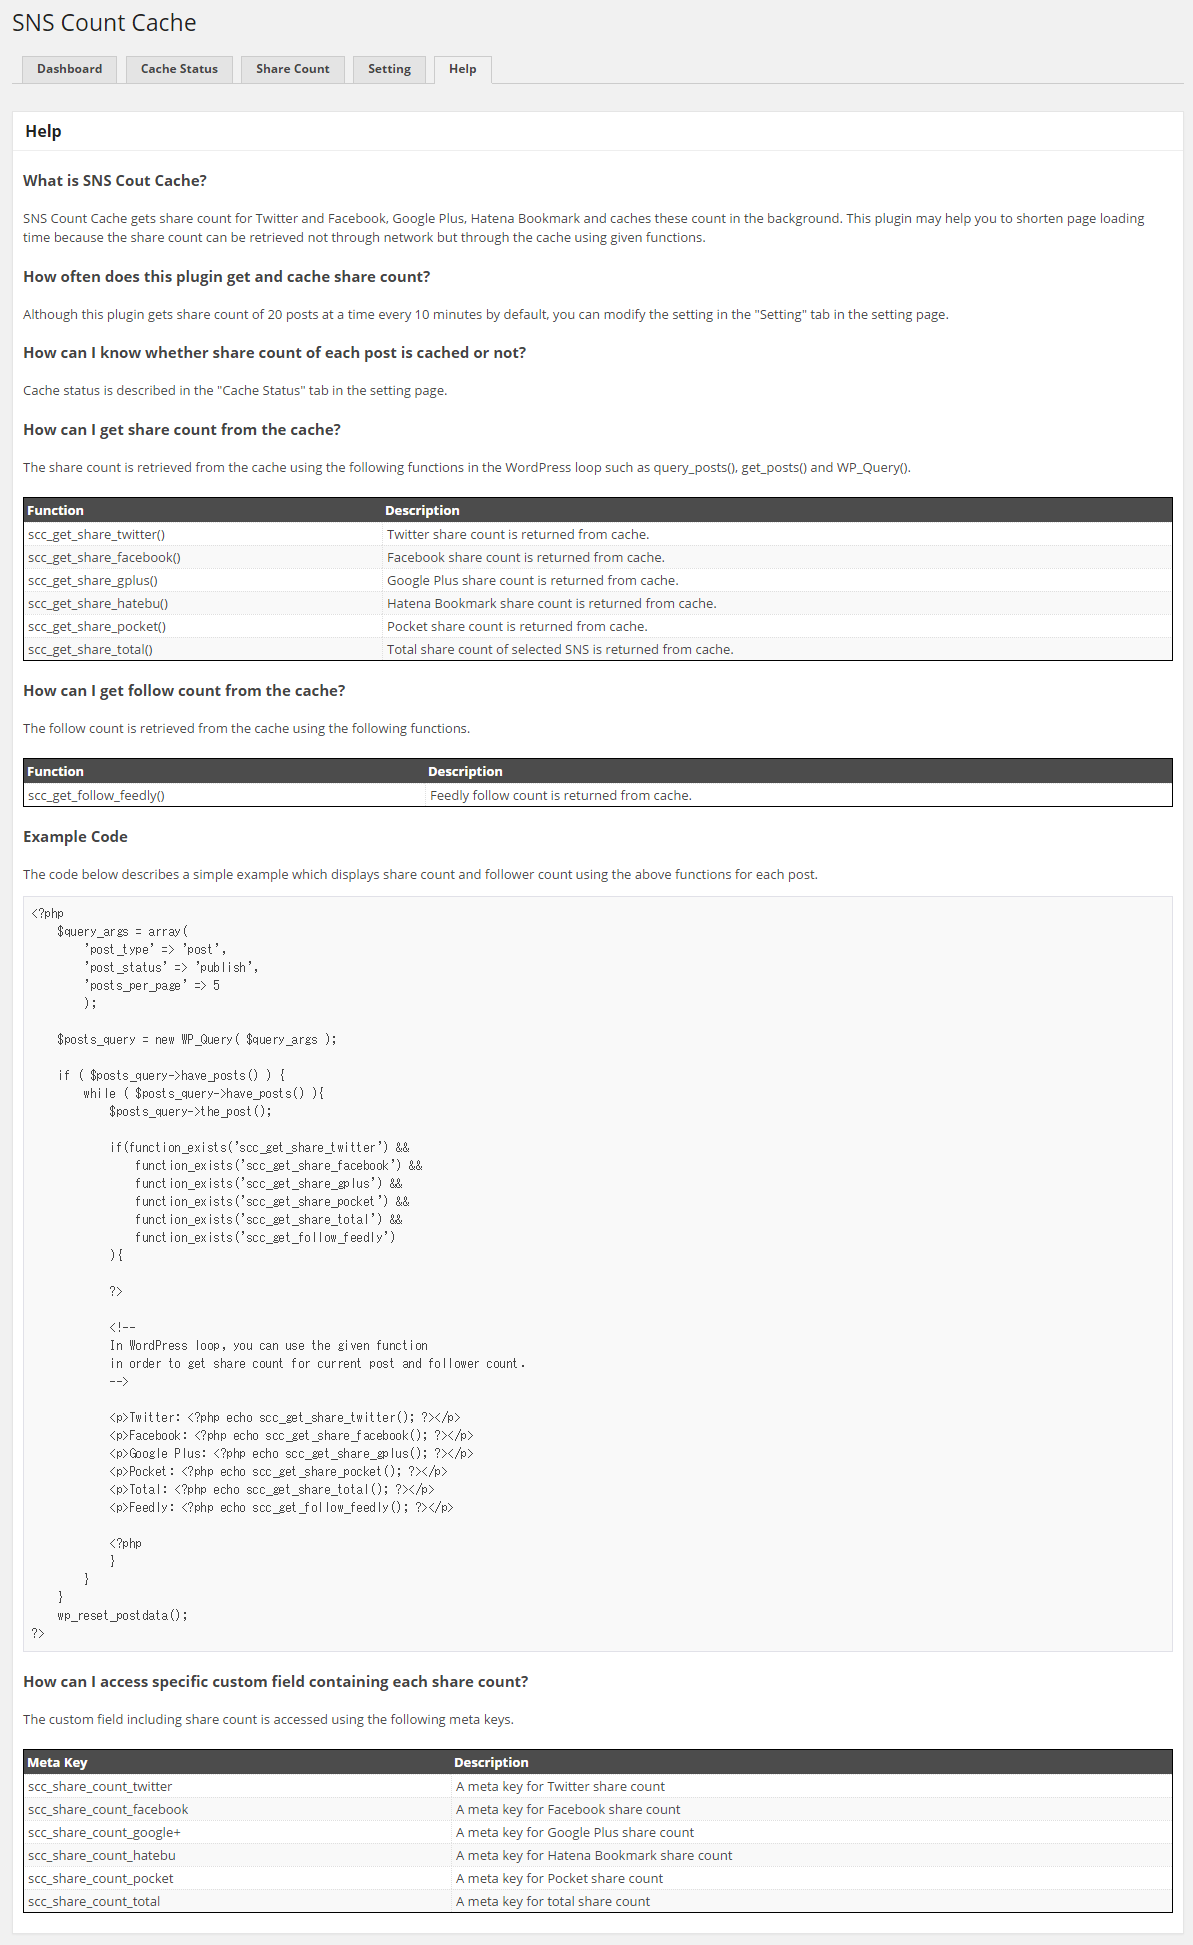 SNS Count Cache
Dashboard Cache Status Share Count Setting Help
Help
What is SNS Cout Cache?
SNS Count Cache gets share count for Twitter and Facebook, Google Plus, Hatena Bookmark and caches these count in the background. This plugin may help you to shorten page loading
time because the share count can be retrieved not through network but through the cache using given functions.
How often does this plugin get and cache share count?
Although this plugin gets share count of 20 posts at a time every 10 minutes by default, you can modify the setting in the "Setting" tab in the setting page.
How can I know whether share count of each post is cached or not?
Cache status is described in the "Cache Status" tab in the setting page.
How can I get share count from the cache?
The share count is retrieved from the cache using the following functions in the WordPress loop such as query_posts(), get_posts() and WP_Query().
Function Description
scc_get_share_twitter() Twitter share count is returned from cache.
scc_get_share_facebook() Facebook share count is returned from cache.
scc_get_share_gplus() Google Plus share count is returned from cache.
scc_get_share_hatebu() Hatena Bookmark share count is returned from cache.
scc_get_share_pocket() Pocket share count is returned from cache.
scc_get_share_total() Total share count of selected SNS is returned from cache.
How can I get follow count from the cache?
The follow count is retrieved from the cache using the following functions.
Function Description
scc_get_follow_feedly() Feedly follow count is returned from cache.
Example Code
The code below describes a simple example which displays share count and follower count using the above functions for each post.
<?php
$query_args = array(
'post_type' => 'post',
'post_status' => 'publish',
'posts_per_page' => 5
);
$posts_query = new WP_Query( $query_args );
if ( $posts_query->have_posts() ) {
while ( $posts_query->have_posts() ){
$posts_query->the_post();
if(function_exists('scc_get_share_twitter') &&
function_exists('scc_get_share_facebook') &&
function_exists('scc_get_share_gplus') &&
function_exists('scc_get_share_pocket') &&
function_exists('scc_get_share_total') &&
function_exists('scc_get_follow_feedly')
){
?>
<!--
In WordPress loop, you can use the given function
in order to get share count for current post and follower count.
-->
<p>Twitter: <?php echo scc_get_share_twitter(); ?></p>
<p>Facebook: <?php echo scc_get_share_facebook(); ?></p>
<p>Google Plus: <?php echo scc_get_share_gplus(); ?></p>
<p>Pocket: <?php echo scc_get_share_pocket(); ?></p>
<p>Total: <?php echo scc_get_share_total(); ?></p>
<p>Feedly: <?php echo scc_get_follow_feedly(); ?></p>
<?php
}
}
}
wp_reset_postdata();
?>
How can I access specific custom field containing each share count?
The custom field including share count is accessed using the following meta keys.
Meta Key Description
scc_share_count_twitter A meta key for Twitter share count
scc_share_count_facebook A meta key for Facebook share count
scc_share_count_google+ A meta key for Google Plus share count
scc_share_count_hatebu A meta key for Hatena Bookmark share count
scc_share_count_pocket A meta key for Pocket share count
scc_share_count_total A meta key for total share count